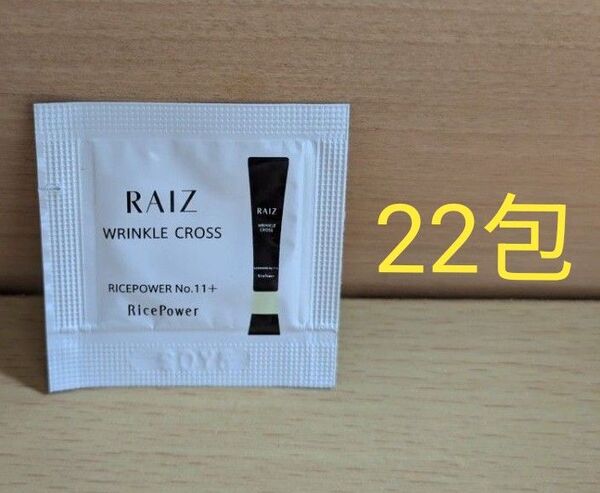 RAIZ
WRINKLE CROSS
RICEPOWER No.11+
RicePower
RAIZ
WRINKLE
CROSS
22包